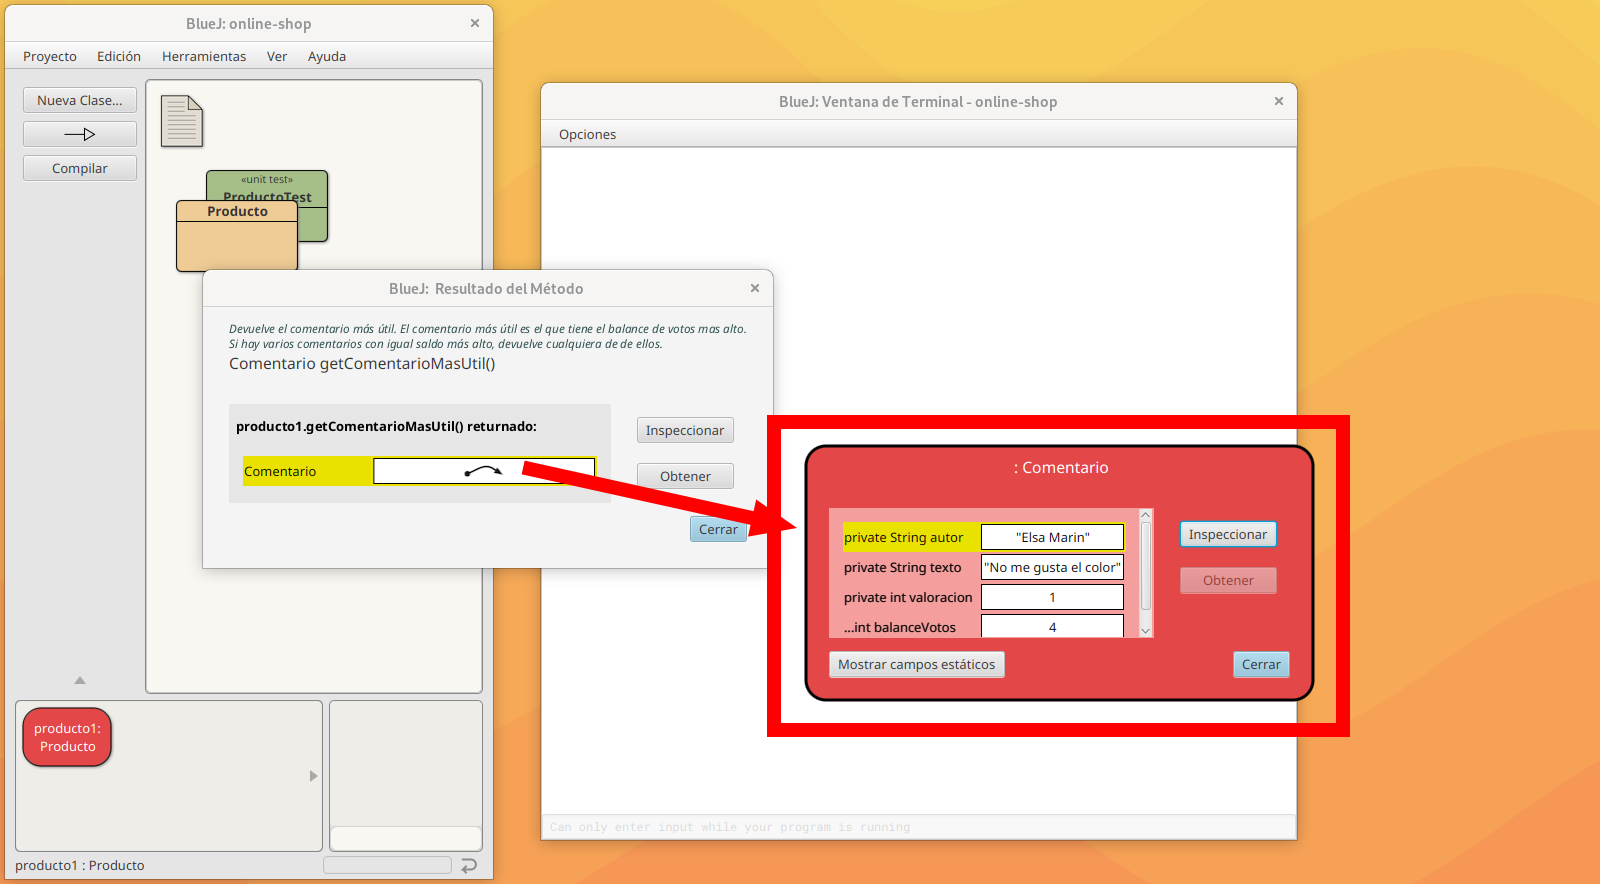 BlueJ: online-shop
Proyecto Edición Herramientas Ver Ayuda
Nueva Clase...
Compilar
«unit test»
ProductoTest
Producto
BlueJ: Ventana de Terminal - online-shop
Opciones
BlueJ: Resultado del Método
Devuelve el comentario más útil. El comentario más útil es el que tiene el balance de votos mas alto.
Si hay varios comentarios con igual saldo más alto, devuelve cualquiera de de ellos.
Comentario getComentarioMasUtil()
producto1.getComentarioMasUtil() returnado:
Comentario
Inspeccionar
Obtener
Cerrar
: Comentario
private String autor "Elsa Marin"
private String texto "No me gusta el color"
private int valoracion 1
...int balanceVotos 4
Inspeccionar
Obtener
Mostrar campos estáticos
Cerrar
producto1:
Producto
Can only enter input while your program is running
producto1 : Producto